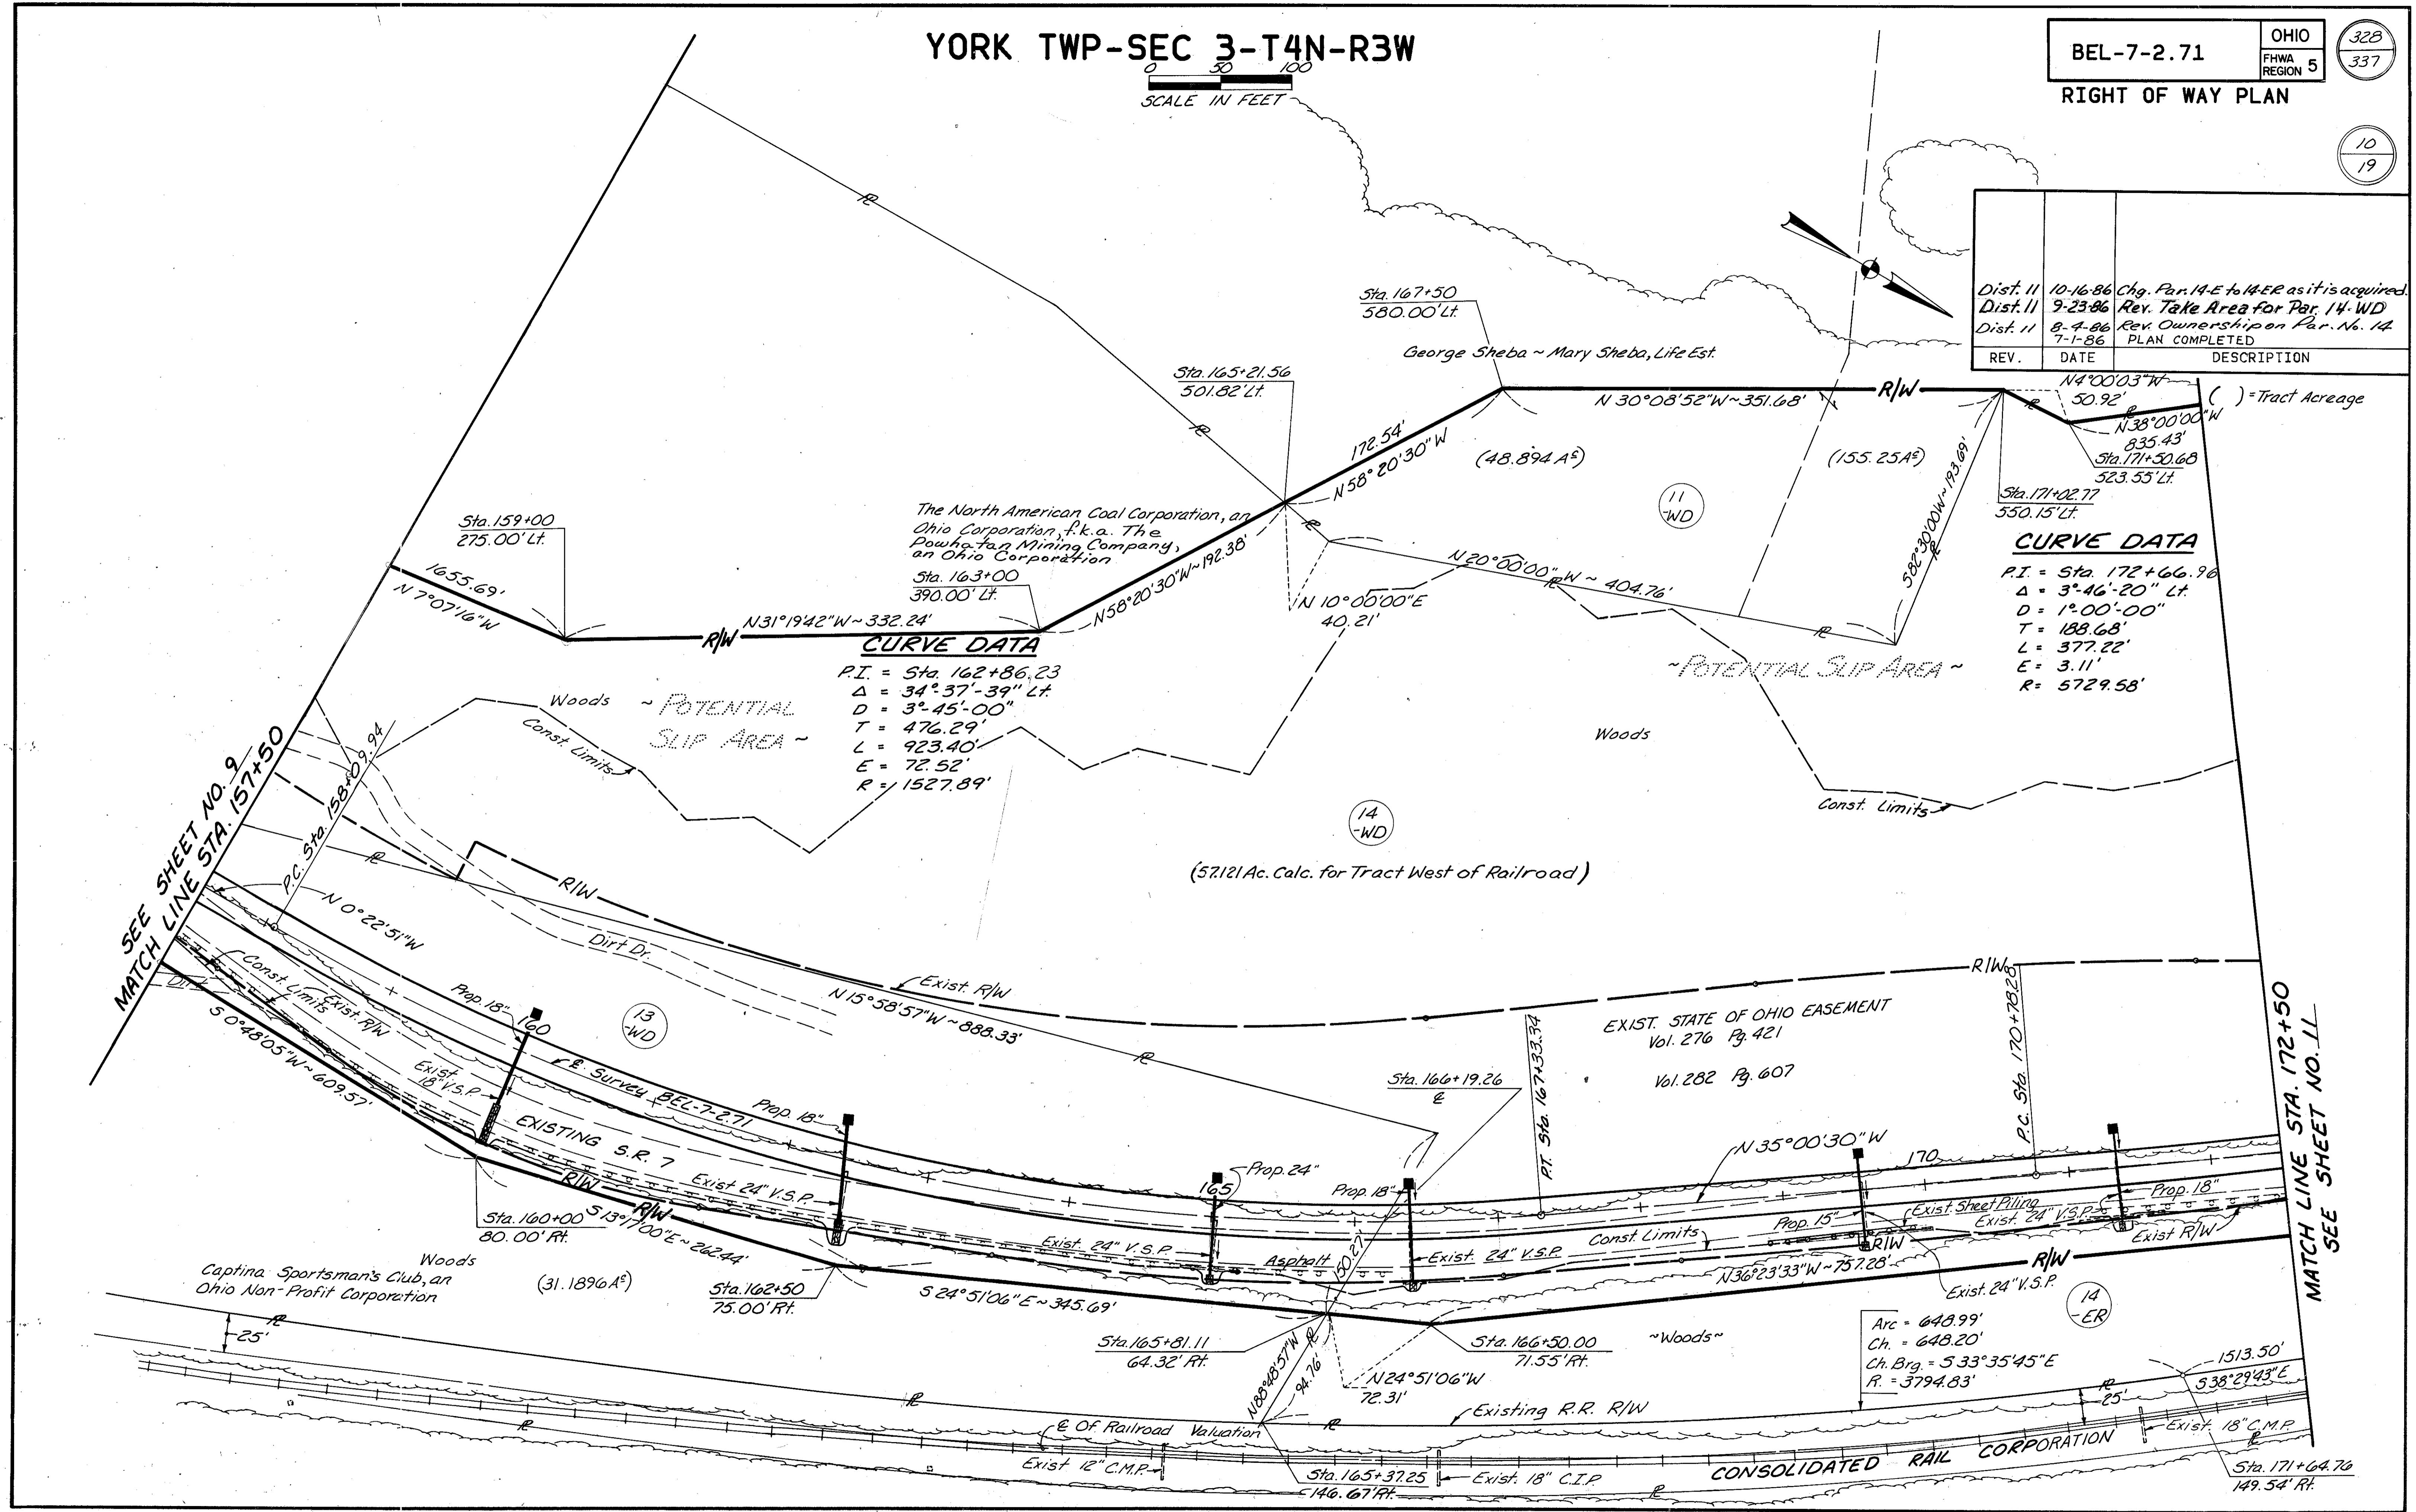 YORK TWP-SEC 3-T4N-R3W
0 50 100
SCALE IN FEET
BEL-7-2.71
OHIO
FHWA
REGION 5
328
337
RIGHT OF WAY PLAN
10
19
Dist. 11 10-16-86 Chg. Par. 14-E to 14-ER as it is acquired.
Dist. 11 9-23-86 Rev. Take Area for Par. 14-WD
Dist. 11 8-4-86 Rev. Ownership on Par. No. 14
7-1-86 PLAN COMPLETED
REV. DATE DESCRIPTION
( ) = Tract Acreage
N4°00'03"W
50.92'
N38°00'00"W
835.43'
Sta. 171+50.68
523.55' Lt.
Sta. 171+02.77
550.15' Lt.
Sta. 167+50
580.00' Lt.
George Sheba ~ Mary Sheba, Life Est.
N 30°08'52"W ~ 351.68'
R/W
Sta. 165+21.56
501.82' Lt.
172.54'
N 58°20'30"W
(48.894 Ac)
(155.25 Ac)
11
-WD
S82°30'00"W ~ 193.69'
N 20°00'00"W ~ 404.76'
N 10°00'00"E
40.21'
The North American Coal Corporation, an
Ohio Corporation, f.k.a. The
Powhatan Mining Company,
an Ohio Corporation
Sta. 163+00
390.00' Lt.
N58°20'30"W ~ 192.38'
Sta. 159+00
275.00' Lt.
1655.69'
N 7°07'16"W
R/W
N31°19'42"W ~ 332.24'
CURVE DATA
P.I. = Sta. 162+86.23
Δ = 34°-37'-39" Lt.
D = 3°-45'-00"
T = 476.29'
L = 923.40'
E = 72.52'
R = 1527.89'
CURVE DATA
P.I. = Sta. 172+66.96
Δ = 3°-46'-20" Lt.
D = 1°-00'-00"
T = 188.68'
L = 377.22'
E = 3.11'
R = 5729.58'
~POTENTIAL SLIP AREA~
Woods
~ POTENTIAL
SLIP AREA ~
Const. Limits
Woods
Const. Limits
14
-WD
(57.121 Ac. Calc. for Tract West of Railroad)
SEE SHEET NO. 9
MATCH LINE STA. 157+50
P.C. Sta. 158+09.94
N 0°22'51"W
R/W
Dirt Dr.
Exist. R/W
N 15°58'57"W ~ 888.33'
R/W
EXIST. STATE OF OHIO EASEMENT
Vol. 276 Pg. 421
Vol. 282 Pg. 607
P.T. Sta. 167+33.34
P.C. Sta. 170+78.28
MATCH LINE STA. 172+50
SEE SHEET NO. 11
Dirt
Const. Limits
Exist. R/W
Prop. 18"
160
13
-WD
S 0°48'05"W ~ 609.57'
Exist.
18" V.S.P.
℄ Survey BEL-7-2.71
Prop. 18"
EXISTING S.R. 7
Exist 24" V.S.P.
R/W
R/W
Sta. 160+00
80.00' Rt.
S 13°17'00"E ~ 262.44'
Sta. 166+19.26
℄
N 35°00'30"W
170
165
Prop. 24"
Prop. 18"
Exist. 24" V.S.P.
Asphalt
50.27'
Exist. 24" V.S.P.
Const. Limits
Prop. 15"
Exist. Sheet Piling
Exist. 24" V.S.P.
Prop. 18"
R/W
Exist R/W
R/W
N36°23'33"W ~ 757.28'
Exist. 24" V.S.P.
Woods
Captina Sportsman's Club, an
Ohio Non-Profit Corporation
(31.1896 Ac)
Sta. 162+50
75.00' Rt.
S 24°51'06"E ~ 345.69'
Sta. 165+81.11
64.32' Rt.
Sta. 166+50.00
71.55' Rt.
~Woods~
N88°48'57"W
94.76'
N24°51'06"W
72.31'
Arc = 648.99'
Ch. = 648.20'
Ch. Brg. = S 33°35'45"E
R. = 3794.83'
14
-ER
1513.50'
S38°29'43"E
25'
25'
Existing R.R. R/W
℄ Of Railroad Valuation
Exist 12" C.M.P.
Sta. 165+37.25
146.67' Rt.
Exist. 18" C.I.P.
CONSOLIDATED RAIL CORPORATION
Exist. 18" C.M.P.
Sta. 171+64.76
149.54' Rt.